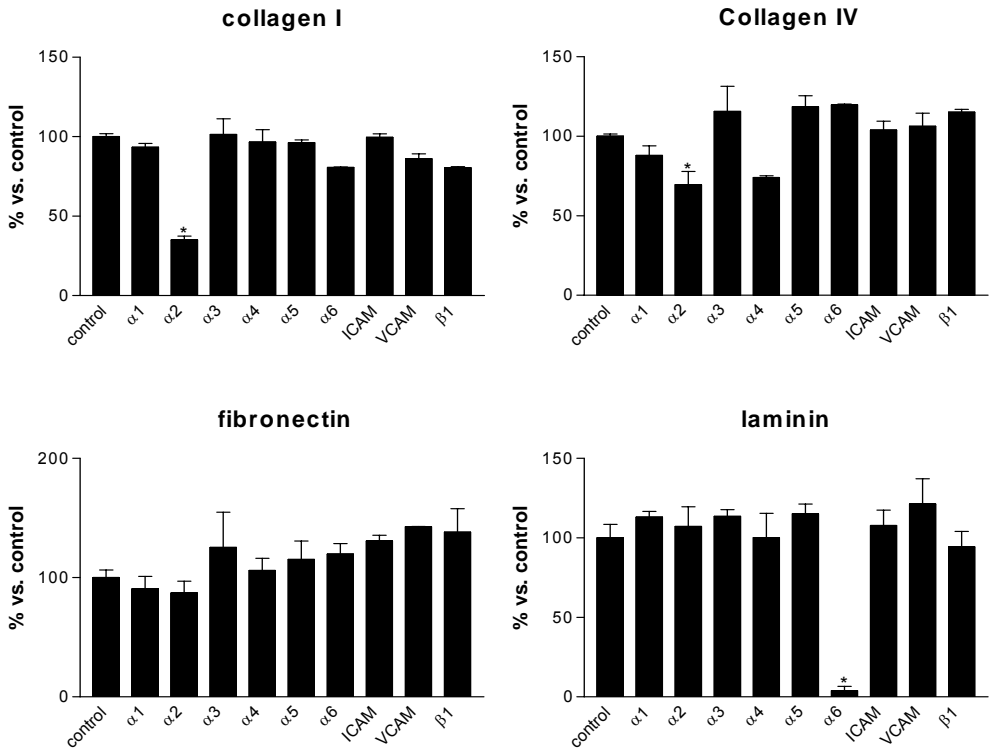 collagen I
% vs. control
150
100
50
0
*
control α1 α2 α3 α4 α5 α6 ICAM VCAM β1
Collagen IV
% vs. control
150
100
50
0
*
control α1 α2 α3 α4 α5 α6 ICAM VCAM β1
fibronectin
% vs. control
200
100
0
control α1 α2 α3 α4 α5 α6 ICAM VCAM β1
laminin
% vs. control
150
100
50
0
*
control α1 α2 α3 α4 α5 α6 ICAM VCAM β1